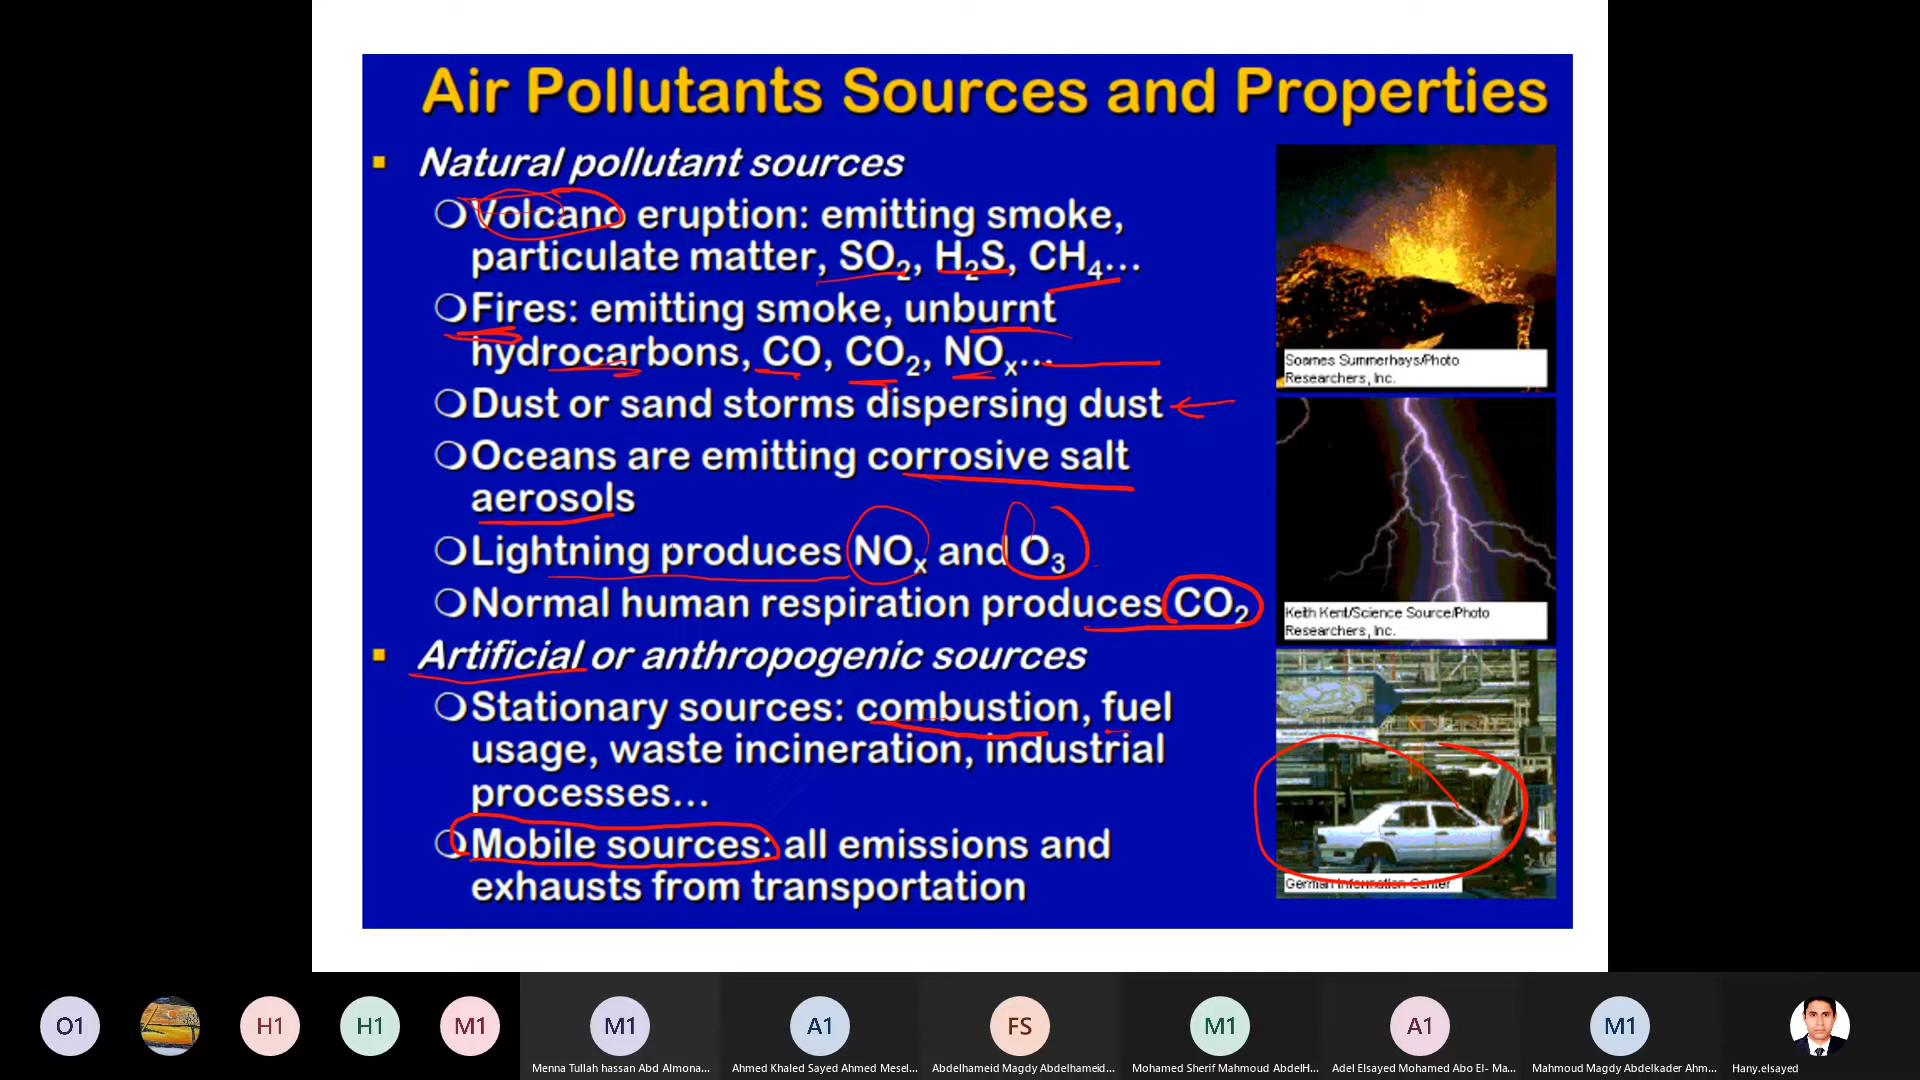 Air Pollutants Sources and Properties
Natural pollutant sources
Volcano eruption: emitting smoke,
particulate matter, SO₂, H₂S, CH₄...
Fires: emitting smoke, unburnt
hydrocarbons, CO, CO₂, NOₓ...
Dust or sand storms dispersing dust
Oceans are emitting corrosive salt
aerosols
Lightning produces NOₓ and O₃
Normal human respiration produces CO₂
Artificial or anthropogenic sources
Stationary sources: combustion, fuel
usage, waste incineration, industrial
processes...
Mobile sources: all emissions and
exhausts from transportation
Soames Summerhays/Photo
Researchers, Inc.
Keith Kent/Science Source/Photo
Researchers, Inc.
German Information Center
O1
H1
H1
M1
M1
A1
FS
M1
A1
M1
Menna Tullah hassan Abd Almona...
Ahmed Khaled Sayed Ahmed Mesel...
Abdelhameid Magdy Abdelhameid...
Mohamed Sherif Mahmoud AbdelH...
Adel Elsayed Mohamed Abo El- Ma...
Mahmoud Magdy Abdelkader Ahm...
Hany.elsayed